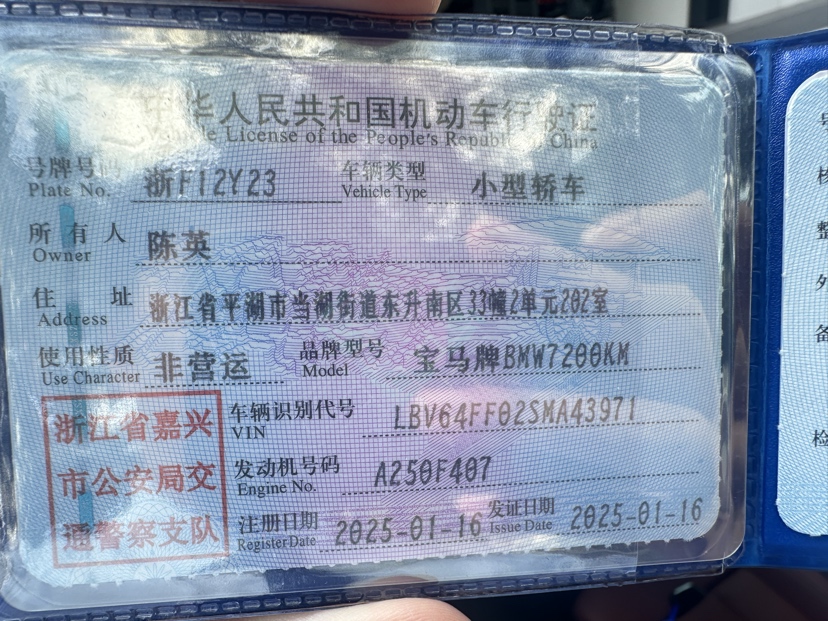 中华人民共和国机动车行驶证
Vehicle License of the People's Republic of China
号牌号码 浙F12Y23 车辆类型 小型轿车
Plate No. Vehicle Type
所有人 陈英
Owner
住址 浙江省平湖市当湖街道东升南区33幢2单元202室
Address
使用性质 非营运 品牌型号 宝马牌BMW7200KM
Use Character Model
浙江省嘉兴
市公安局交
通警察支队
车辆识别代号 LBV64FF02SMA43971
VIN
发动机号码 A250F407
Engine No.
注册日期 2025-01-16 发证日期 2025-01-16
Register Date Issue Date
号
核
整
外
备
检